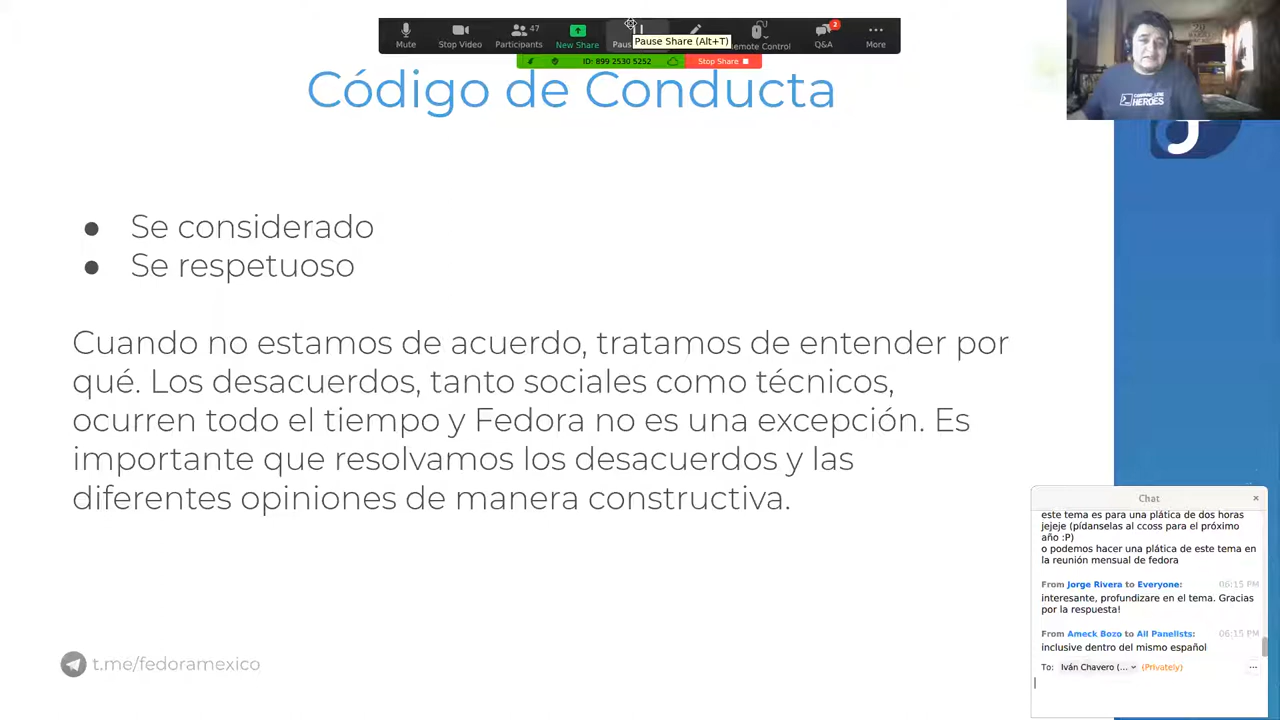 Mute
Stop Video
47
Participants
New Share
Paus
Pause Share (Alt+T)
emote Control
2
Q&A
More
ID: 899 2530 5252
Stop Share
Código de Conducta
HEROES
● Se considerado
● Se respetuoso
Cuando no estamos de acuerdo, tratamos de entender por
qué. Los desacuerdos, tanto sociales como técnicos,
ocurren todo el tiempo y Fedora no es una excepción. Es
importante que resolvamos los desacuerdos y las
diferentes opiniones de manera constructiva.
t.me/fedoramexico
Chat
este tema es para una plática de dos horas
jejeje (pídanselas al ccoss para el próximo
año :P)
o podemos hacer una plática de este tema en
la reunión mensual de fedora
From Jorge Rivera to Everyone: 06:15 PM
interesante, profundizare en el tema. Gracias
por la respuesta!
From Ameck Bozo to All Panelists: 06:15 PM
inclusive dentro del mismo español
To: Iván Chavero (... (Privately) ...